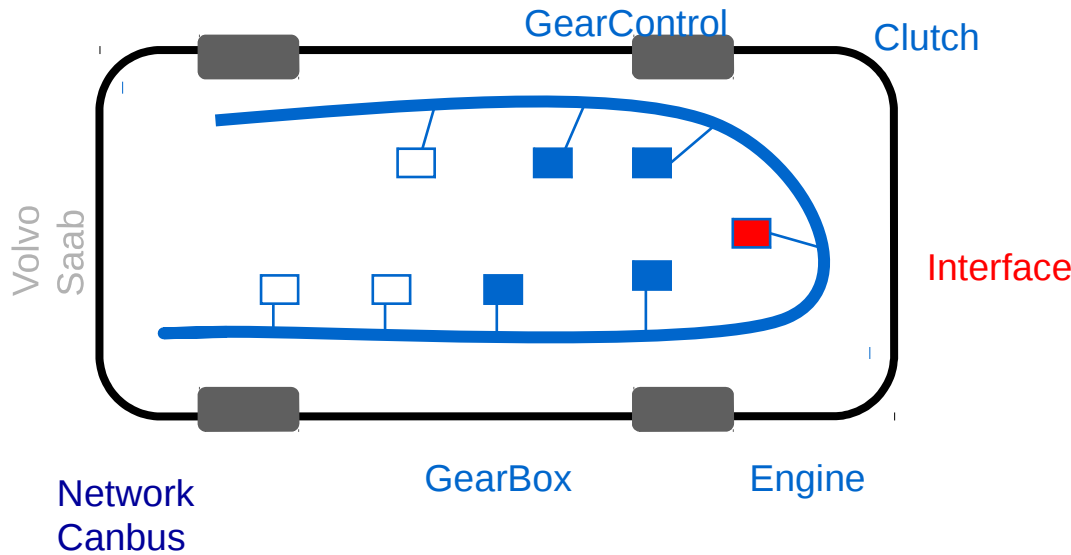 GearControl
Clutch
Volvo
Saab
Interface
GearBox
Engine
Network
Canbus